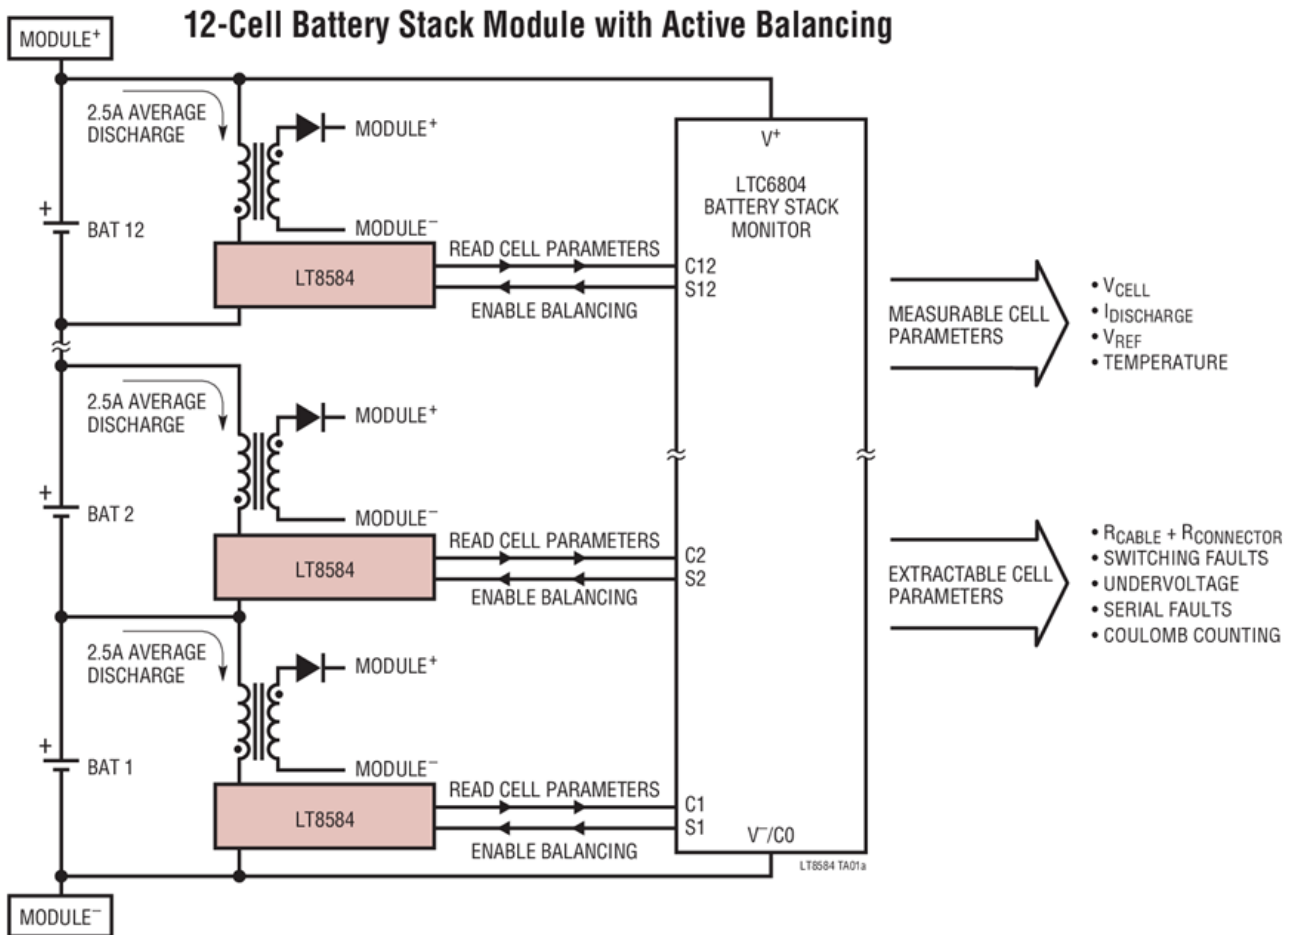 12-Cell Battery Stack Module with Active Balancing
MODULE⁺
2.5A AVERAGE
DISCHARGE
MODULE⁺
MODULE⁻
+
BAT 12
LT8584
READ CELL PARAMETERS
ENABLE BALANCING
2.5A AVERAGE
DISCHARGE
MODULE⁺
MODULE⁻
+
BAT 2
LT8584
READ CELL PARAMETERS
ENABLE BALANCING
2.5A AVERAGE
DISCHARGE
MODULE⁺
MODULE⁻
+
BAT 1
LT8584
READ CELL PARAMETERS
ENABLE BALANCING
MODULE⁻
V⁺
LTC6804
BATTERY STACK
MONITOR
C12
S12
C2
S2
C1
S1
V⁻/C0
LT8584 TA01a
MEASURABLE CELL
PARAMETERS
• VCELL
• IDISCHARGE
• VREF
• TEMPERATURE
EXTRACTABLE CELL
PARAMETERS
• RCABLE + RCONNECTOR
• SWITCHING FAULTS
• UNDERVOLTAGE
• SERIAL FAULTS
• COULOMB COUNTING